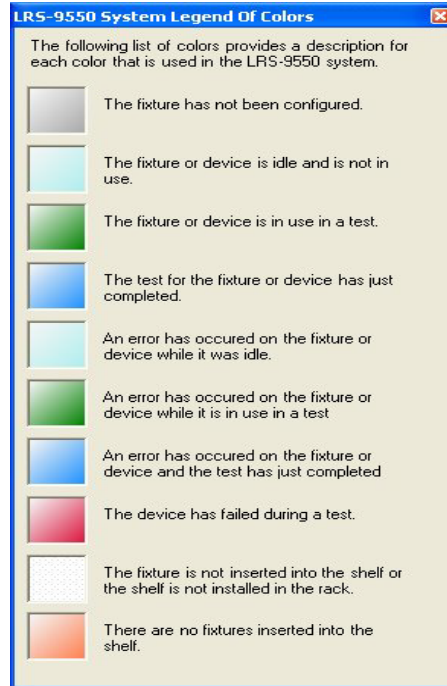 LRS-9550 System Legend Of Colors
The following list of colors provides a description for
each color that is used in the LRS-9550 system.
The fixture has not been configured.
The fixture or device is idle and is not in
use.
The fixture or device is in use in a test.
The test for the fixture or device has just
completed.
An error has occured on the fixture or
device while it was idle.
An error has occured on the fixture or
device while it is in use in a test
An error has occured on the fixture or
device and the test has just completed
The device has failed during a test.
The fixture is not inserted into the shelf or
the shelf is not installed in the rack.
There are no fixtures inserted into the
shelf.